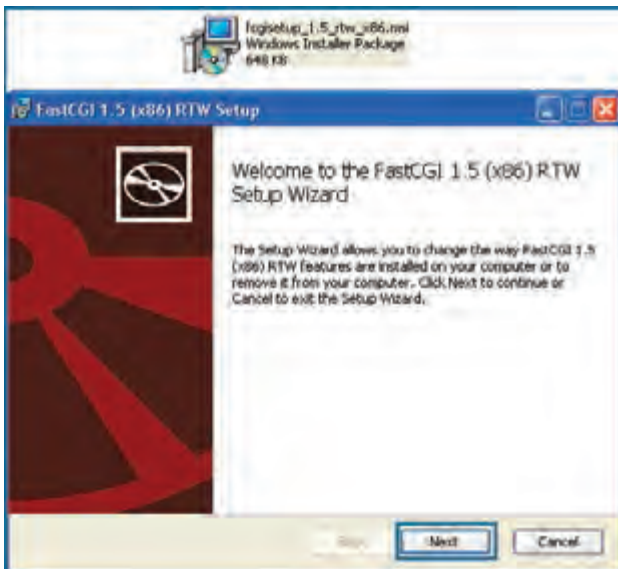 fcgisetup_1.5_rtw_x86.msi
Windows Installer Package
648 KB
FastCGI 1.5 (x86) RTW Setup
Welcome to the FastCGI 1.5 (x86) RTW
Setup Wizard
The Setup Wizard allows you to change the way FastCGI 1.5
(x86) RTW features are installed on your computer or to
remove it from your computer. Click Next to continue or
Cancel to exit the Setup Wizard.
Back Next Cancel